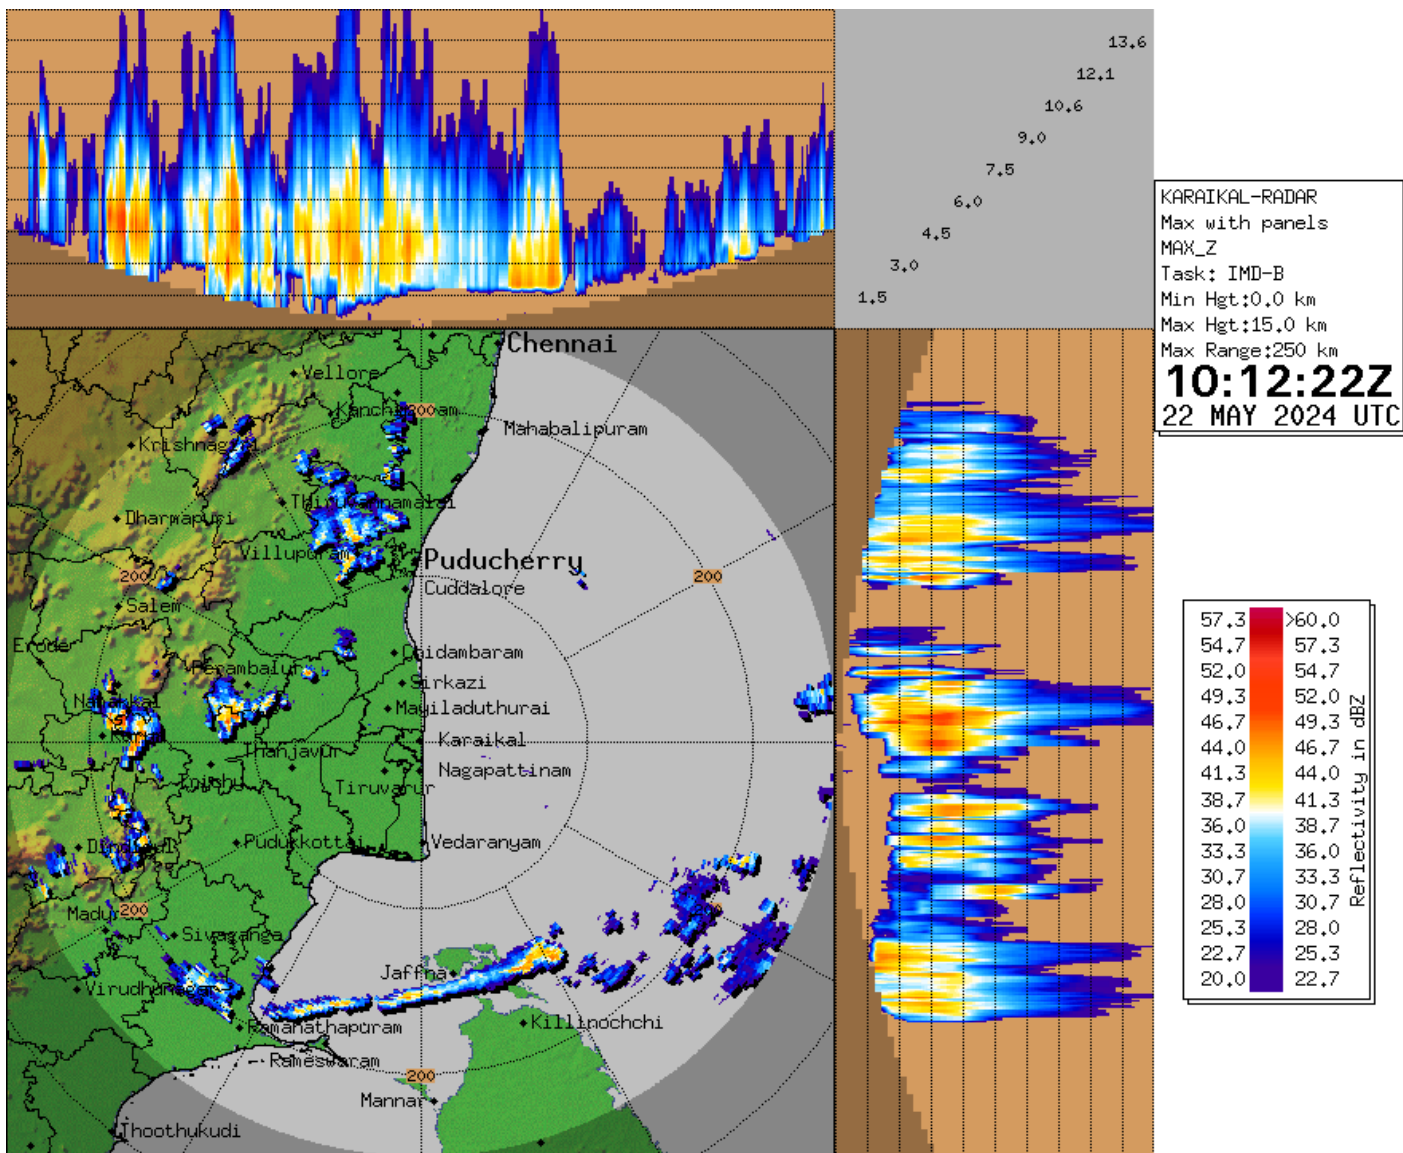 13.6
12.1
10.6
9.0
7.5
6.0
4.5
3.0
1.5
KARAIKAL-RADAR
Max with panels
MAX_Z
Task: IMD-B
Min Hgt:0.0 km
Max Hgt:15.0 km
Max Range:250 km
10:12:22Z
22 MAY 2024 UTC
Chennai
Vellore
200
Mahabalipuram
Dharmapuri
Villupuram
Puducherry
200
200
Cuddalore
Salem
Erode
Chidambaram
Sirkazi
Mayiladuthurai
Karaikal
Thanjavur
Nagapattinam
Tiruvarur
Pudukkottai
Vedaranyam
200
Sivaganga
Jaffna
Ramanathapuram
Killinochchi
Rameswaram
200
Mannar
Thoothukudi
57.3 >60.0
54.7 57.3
52.0 54.7
49.3 52.0
46.7 49.3
44.0 46.7
41.3 44.0
38.7 41.3
36.0 38.7
33.3 36.0
30.7 33.3
28.0 30.7
25.3 28.0
22.7 25.3
20.0 22.7
Reflectivity in dBZ